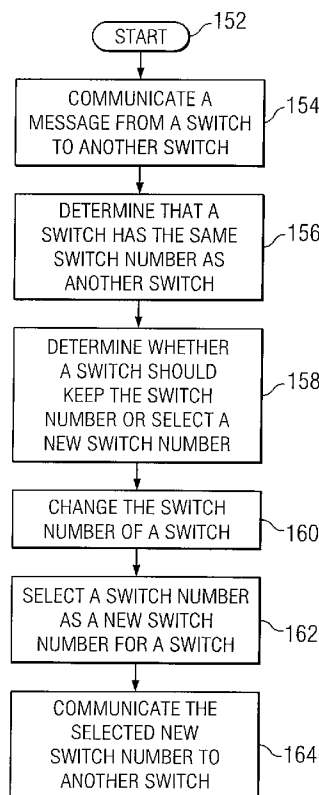 START
152
COMMUNICATE A
MESSAGE FROM A SWITCH
TO ANOTHER SWITCH
154
DETERMINE THAT A
SWITCH HAS THE SAME
SWITCH NUMBER AS
ANOTHER SWITCH
156
DETERMINE WHETHER
A SWITCH SHOULD
KEEP THE SWITCH
NUMBER OR SELECT A
NEW SWITCH NUMBER
158
CHANGE THE SWITCH
NUMBER OF A SWITCH
160
SELECT A SWITCH NUMBER
AS A NEW SWITCH
NUMBER FOR A SWITCH
162
COMMUNICATE THE
SELECTED NEW
SWITCH NUMBER TO
ANOTHER SWITCH
164